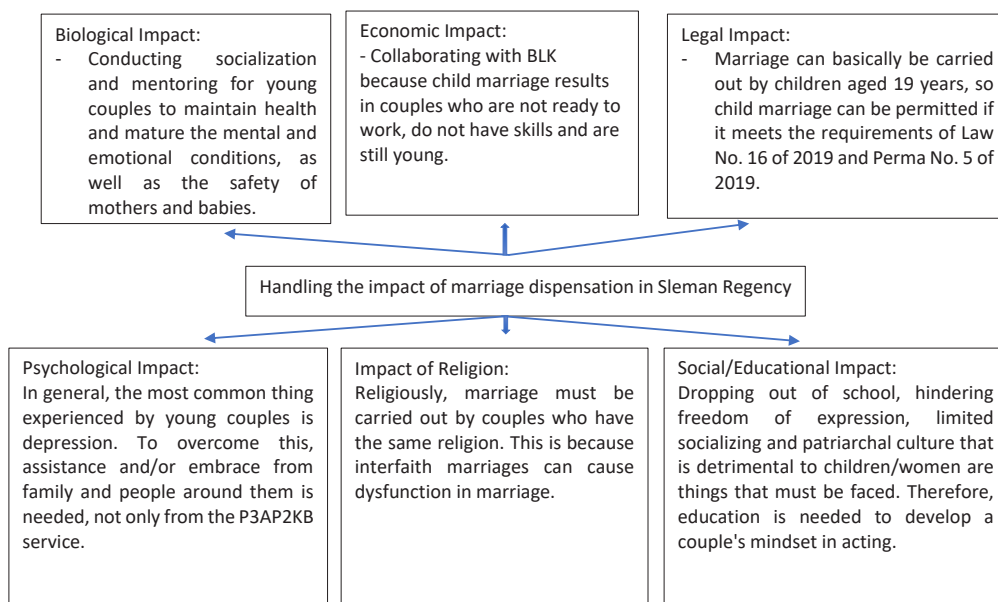 Biological Impact:
- Conducting socialization
and mentoring for young
couples to maintain health
and mature the mental and
emotional conditions, as
well as the safety of
mothers and babies.
Economic Impact:
- Collaborating with BLK
because child marriage results
in couples who are not ready to
work, do not have skills and are
still young.
Legal Impact:
- Marriage can basically be carried
out by children aged 19 years, so
child marriage can be permitted if
it meets the requirements of Law
No. 16 of 2019 and Perma No. 5 of
2019.
Handling the impact of marriage dispensation in Sleman Regency
Psychological Impact:
In general, the most common thing
experienced by young couples is
depression. To overcome this,
assistance and/or embrace from
family and people around them is
needed, not only from the P3AP2KB
service.
Impact of Religion:
Religiously, marriage must be
carried out by couples who have
the same religion. This is because
interfaith marriages can cause
dysfunction in marriage.
Social/Educational Impact:
Dropping out of school, hindering
freedom of expression, limited
socializing and patriarchal culture that
is detrimental to children/women are
things that must be faced. Therefore,
education is needed to develop a
couple's mindset in acting.